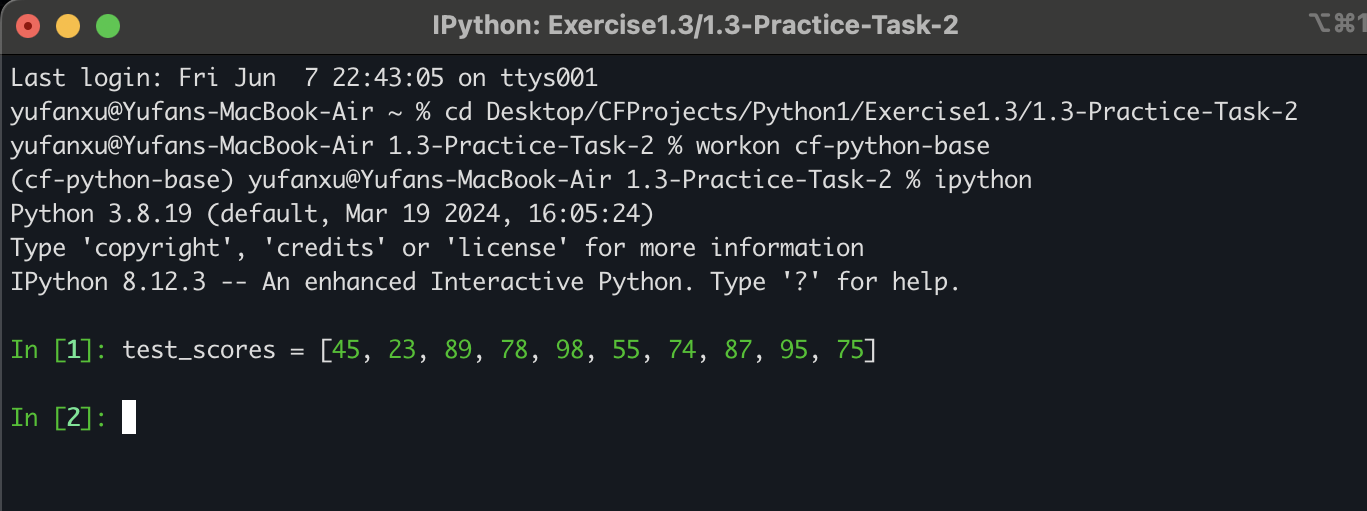 IPython: Exercise1.3/1.3-Practice-Task-2
⌥⌘1
Last login: Fri Jun  7 22:43:05 on ttys001
yufanxu@Yufans-MacBook-Air ~ % cd Desktop/CFProjects/Python1/Exercise1.3/1.3-Practice-Task-2
yufanxu@Yufans-MacBook-Air 1.3-Practice-Task-2 % workon cf-python-base
(cf-python-base) yufanxu@Yufans-MacBook-Air 1.3-Practice-Task-2 % ipython
Python 3.8.19 (default, Mar 19 2024, 16:05:24)
Type 'copyright', 'credits' or 'license' for more information
IPython 8.12.3 -- An enhanced Interactive Python. Type '?' for help.
In [1]: test_scores = [45, 23, 89, 78, 98, 55, 74, 87, 95, 75]
In [2]: